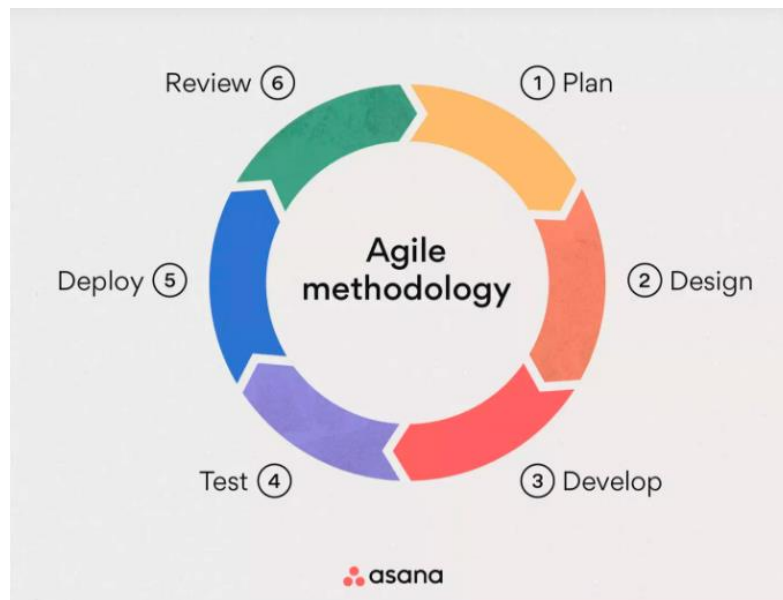 Review 6
1 Plan
Agile
methodology
Deploy 5
2 Design
Test 4
3 Develop
asana